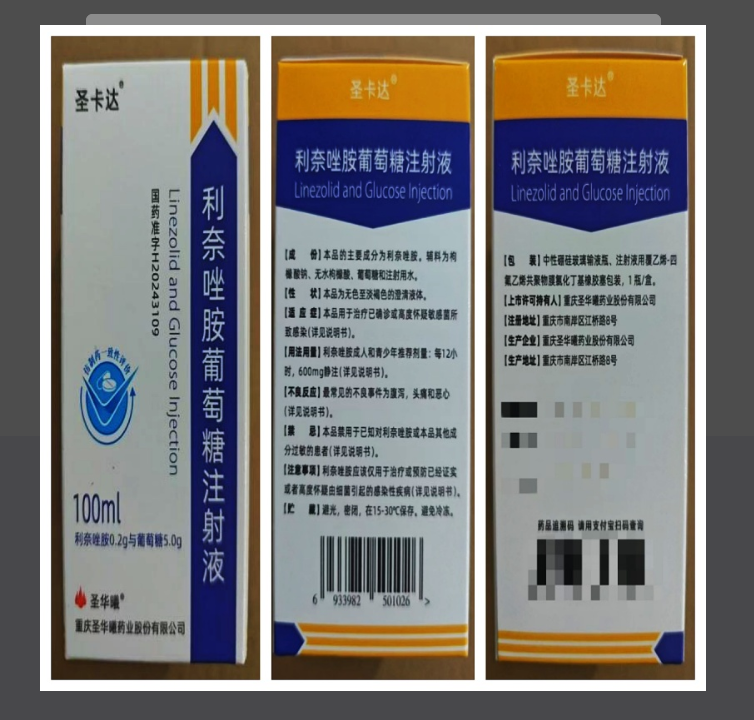 圣卡达®
利奈唑胺葡萄糖注射液
Linezolid and Glucose Injection
国药准字H20243109
仿制药一致性评价
100ml
利奈唑胺0.2g与葡萄糖5.0g
圣华曦®
重庆圣华曦药业股份有限公司
圣卡达®
利奈唑胺葡萄糖注射液
Linezolid and Glucose Injection
【成 份】本品的主要成分为利奈唑胺。辅料为枸
橼酸钠、无水枸橼酸、葡萄糖和注射用水。
【性 状】本品为无色至淡褐色的澄清液体。
【适 应 症】本品用于治疗已确诊或高度怀疑敏感菌所
致感染(详见说明书)。
【用法用量】利奈唑胺成人和青少年推荐剂量：每12小
时，600mg静注(详见说明书)。
【不良反应】最常见的不良事件为腹泻，头痛和恶心
(详见说明书)。
【禁 忌】本品禁用于已知对利奈唑胺或本品其他成
分过敏的患者(详见说明书)。
【注意事项】利奈唑胺应该仅用于治疗或预防已经证实
或者高度怀疑由细菌引起的感染性疾病(详见说明书)。
【贮 藏】避光，密闭，在15-30℃保存。避免冷冻。
6 933982 501026 >
圣卡达®
利奈唑胺葡萄糖注射液
Linezolid and Glucose Injection
【包 装】中性硼硅玻璃输液瓶、注射液用覆乙烯-四
氟乙烯共聚物膜氯化丁基橡胶塞包装，1瓶/盒。
【上市许可持有人】重庆圣华曦药业股份有限公司
【注册地址】重庆市南岸区江桥路8号
【生产企业】重庆圣华曦药业股份有限公司
【生产地址】重庆市南岸区江桥路8号
药品追溯码 请用支付宝扫码查询